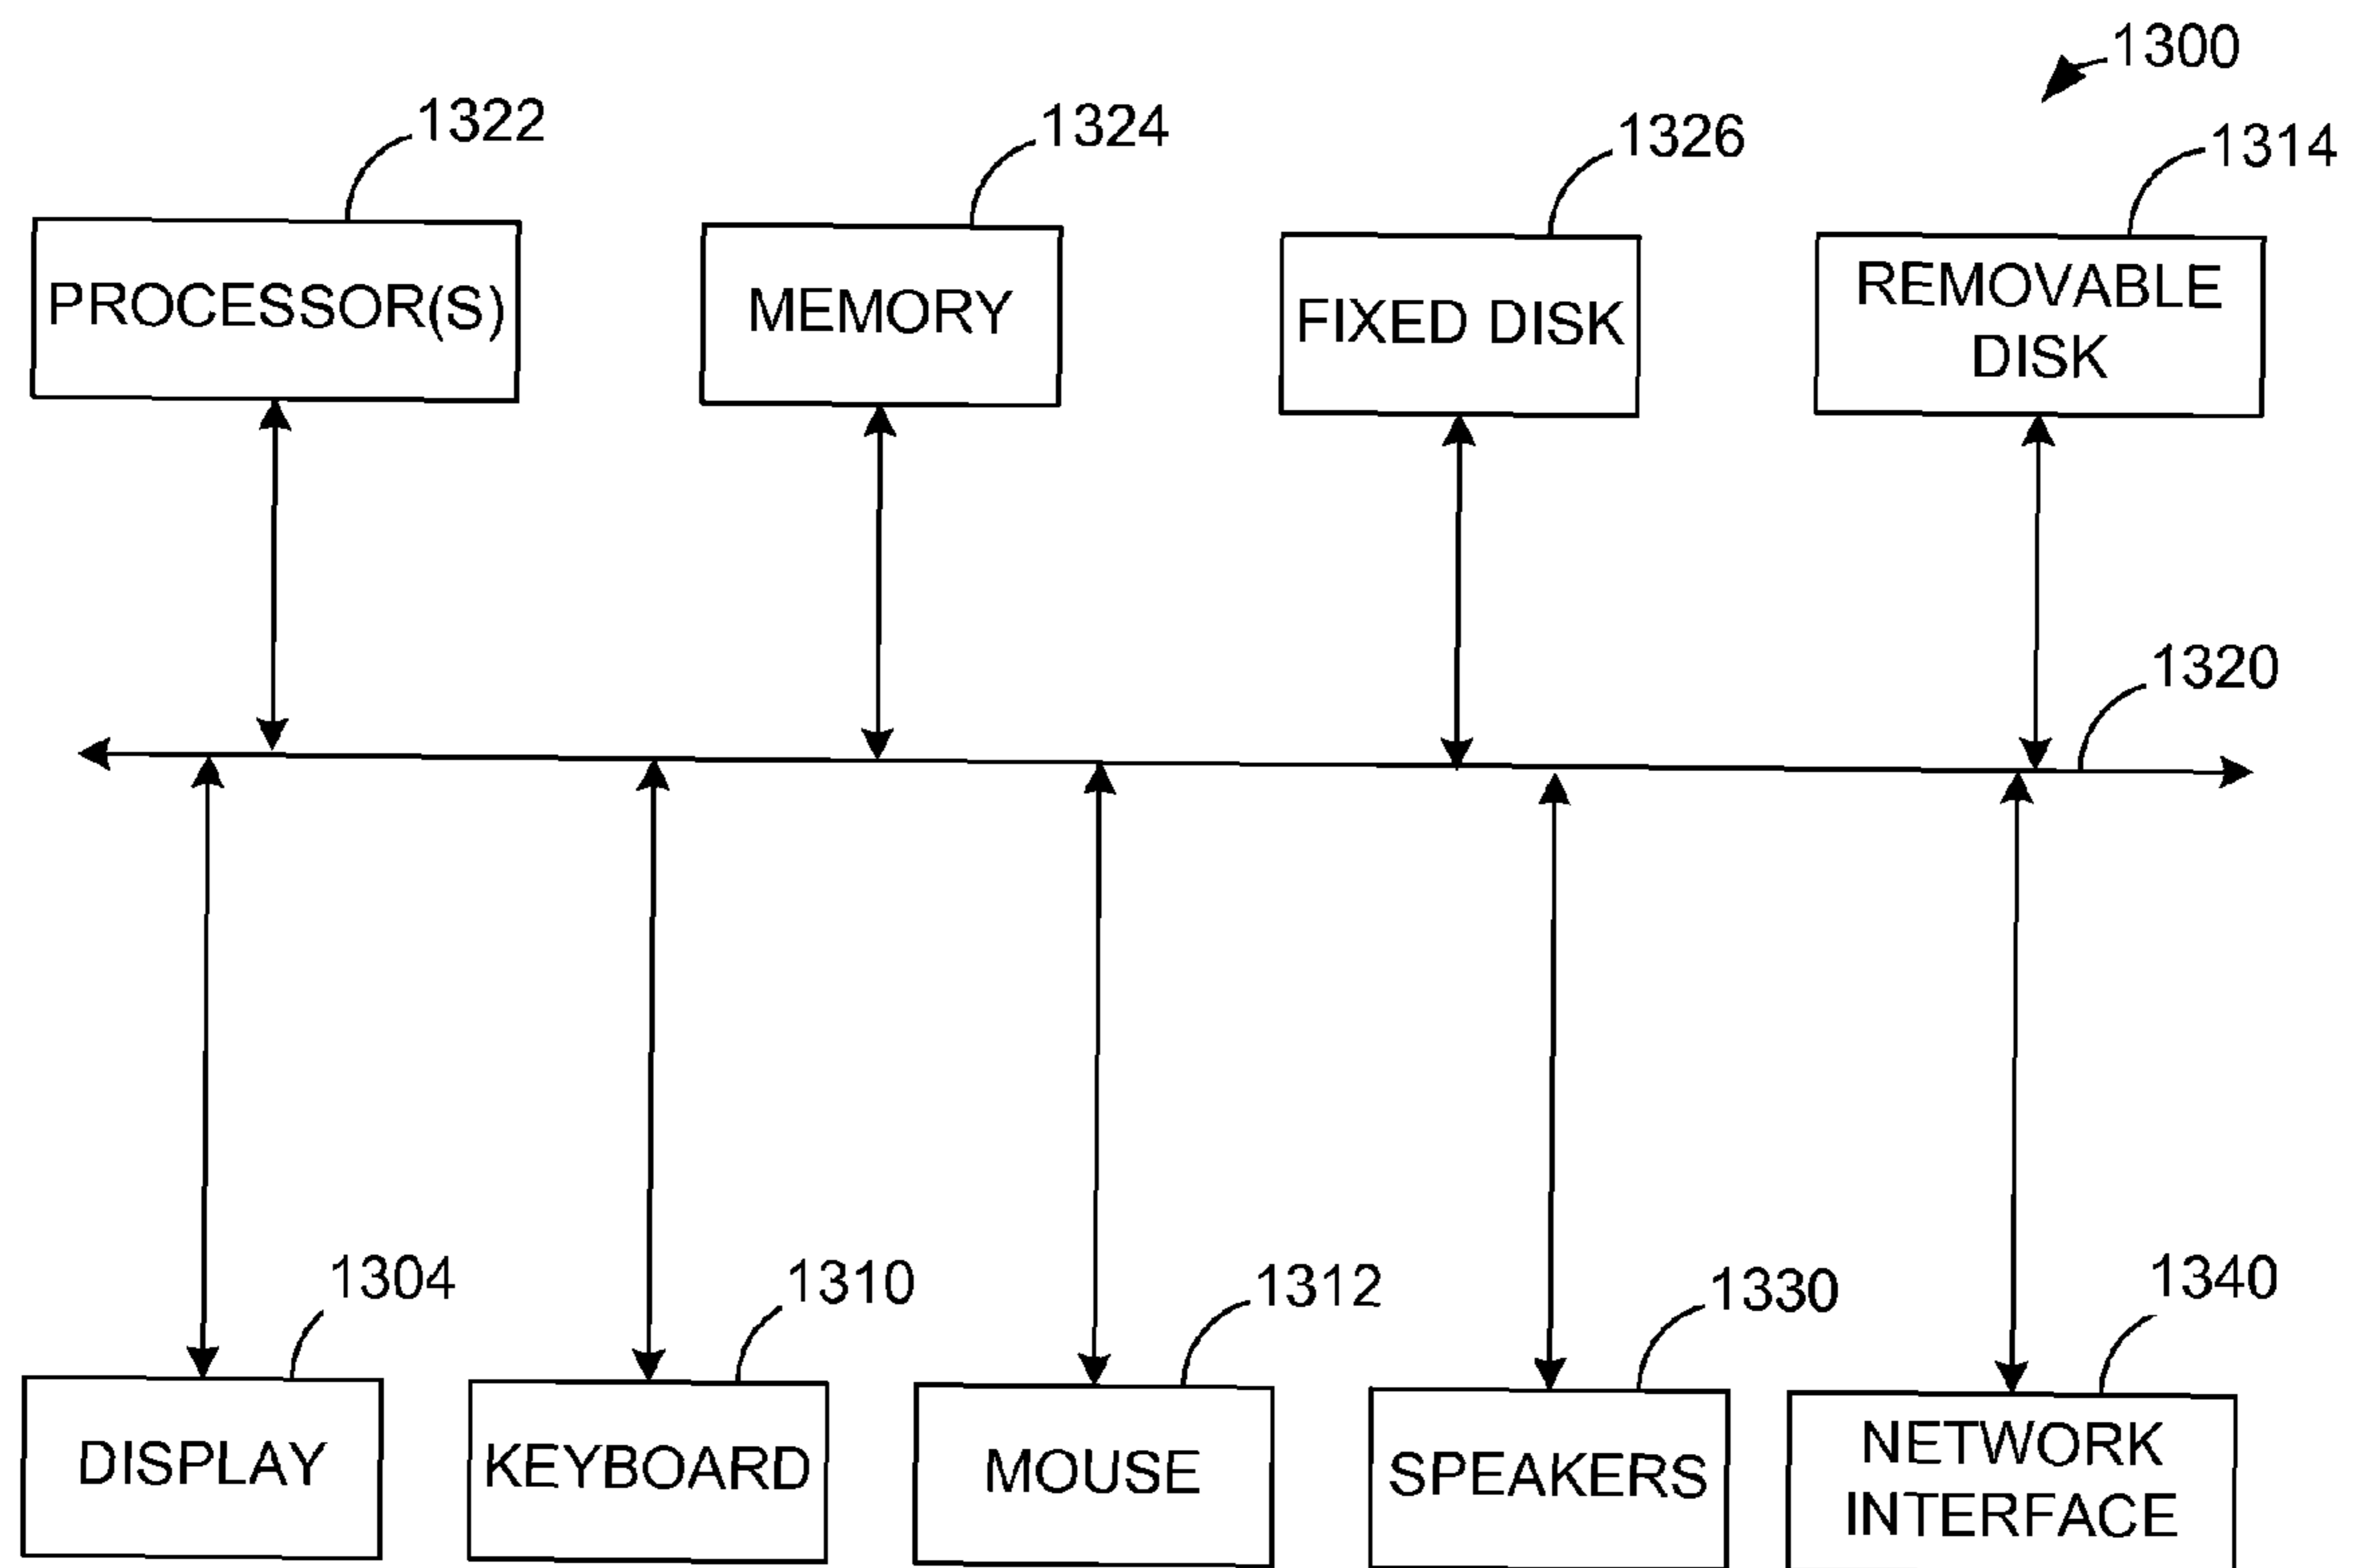 1300
1322
1324
1326
1314
PROCESSOR(S)
MEMORY
FIXED DISK
REMOVABLE
DISK
1320
1304
1310
1312
1330
1340
DISPLAY
KEYBOARD
MOUSE
SPEAKERS
NETWORK
INTERFACE